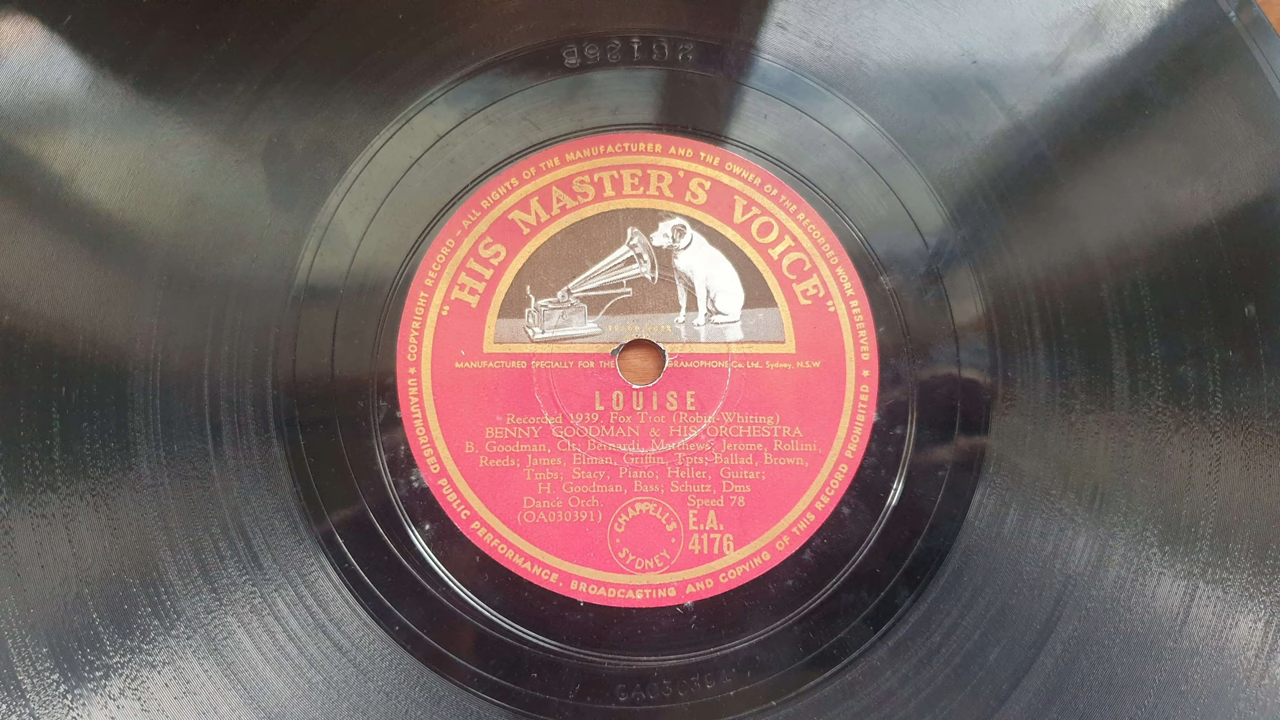 "HIS MASTER'S VOICE"
★ COPYRIGHT RECORD – ALL RIGHTS OF THE MANUFACTURER AND THE OWNER OF THE RECORDED WORK RESERVED ★
UNAUTHORISED PUBLIC PERFORMANCE, BROADCASTING AND COPYING OF THIS RECORD PROHIBITED
MANUFACTURED SPECIALLY FOR THE GRAMOPHONE Co. Ltd. Sydney, N.S.W
LOUISE
Recorded 1939. Fox Trot (Robin-Whiting)
BENNY GOODMAN & HIS ORCHESTRA
B. Goodman, Clt; Bernardi, Matthews; Jerome, Rollini,
Reeds; James, Elman, Griffin, Tpts; Ballad, Brown,
Tmbs; Stacy, Piano; Heller, Guitar;
H. Goodman, Bass; Schutz, Dms
Dance Orch. Speed 78
(OA030391) E.A.
4176
CHAPPELL'S
SYDNEY